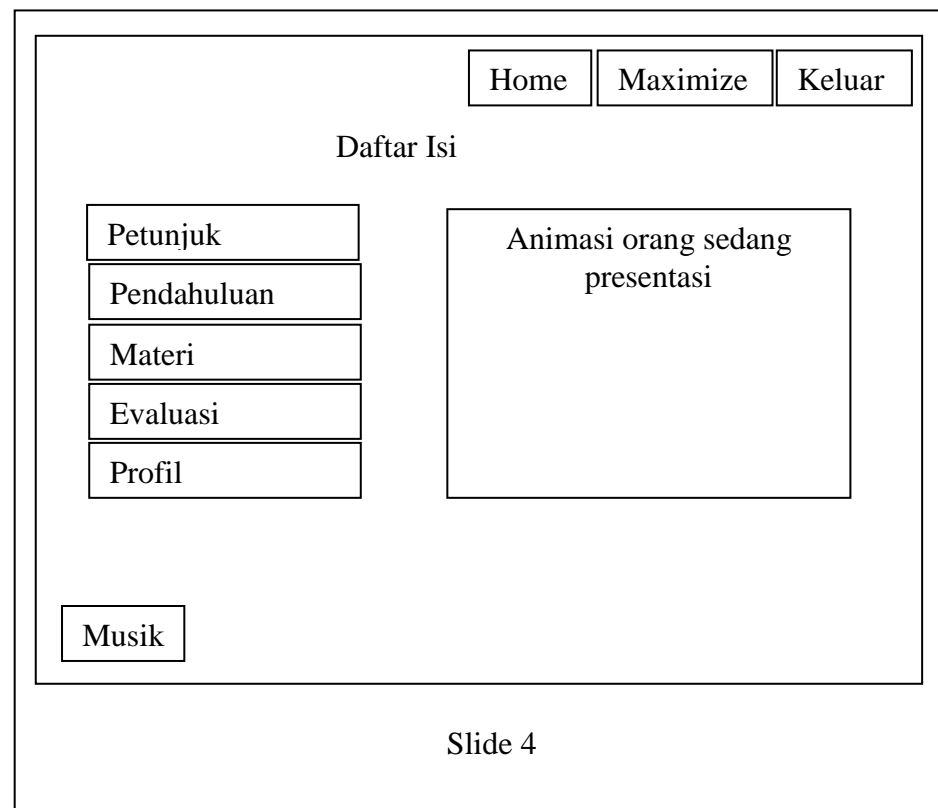 Home Maximize Keluar
Daftar Isi
Petunjuk
Pendahuluan
Materi
Evaluasi
Profil
Animasi orang sedang
presentasi
Musik
Slide 4